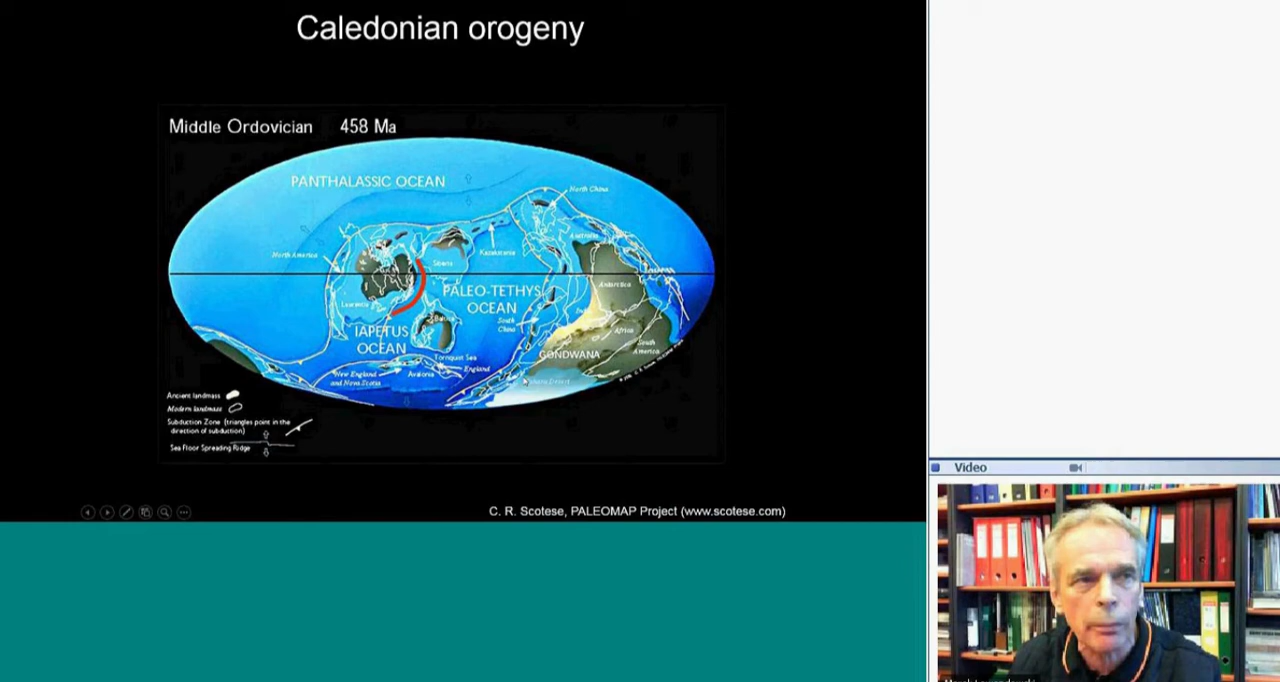 Caledonian orogeny
Middle Ordovician 458 Ma
PANTHALASSIC OCEAN
North China
Australia
North America
Kazakstania
Siberia
Antarctica
PALEO-TETHYS
OCEAN
Laurentia
Baltica
South
China
Africa
IAPETUS
OCEAN
South
America
GONDWANA
Tornquist Sea
England
New England
and Nova Scotia
Avalonia
Ancient landmass
Modern landmass
Subduction Zone (triangles point in the
direction of subduction)
Sea Floor Spreading Ridge
C. R. Scotese, PALEOMAP Project (www.scotese.com)
Video